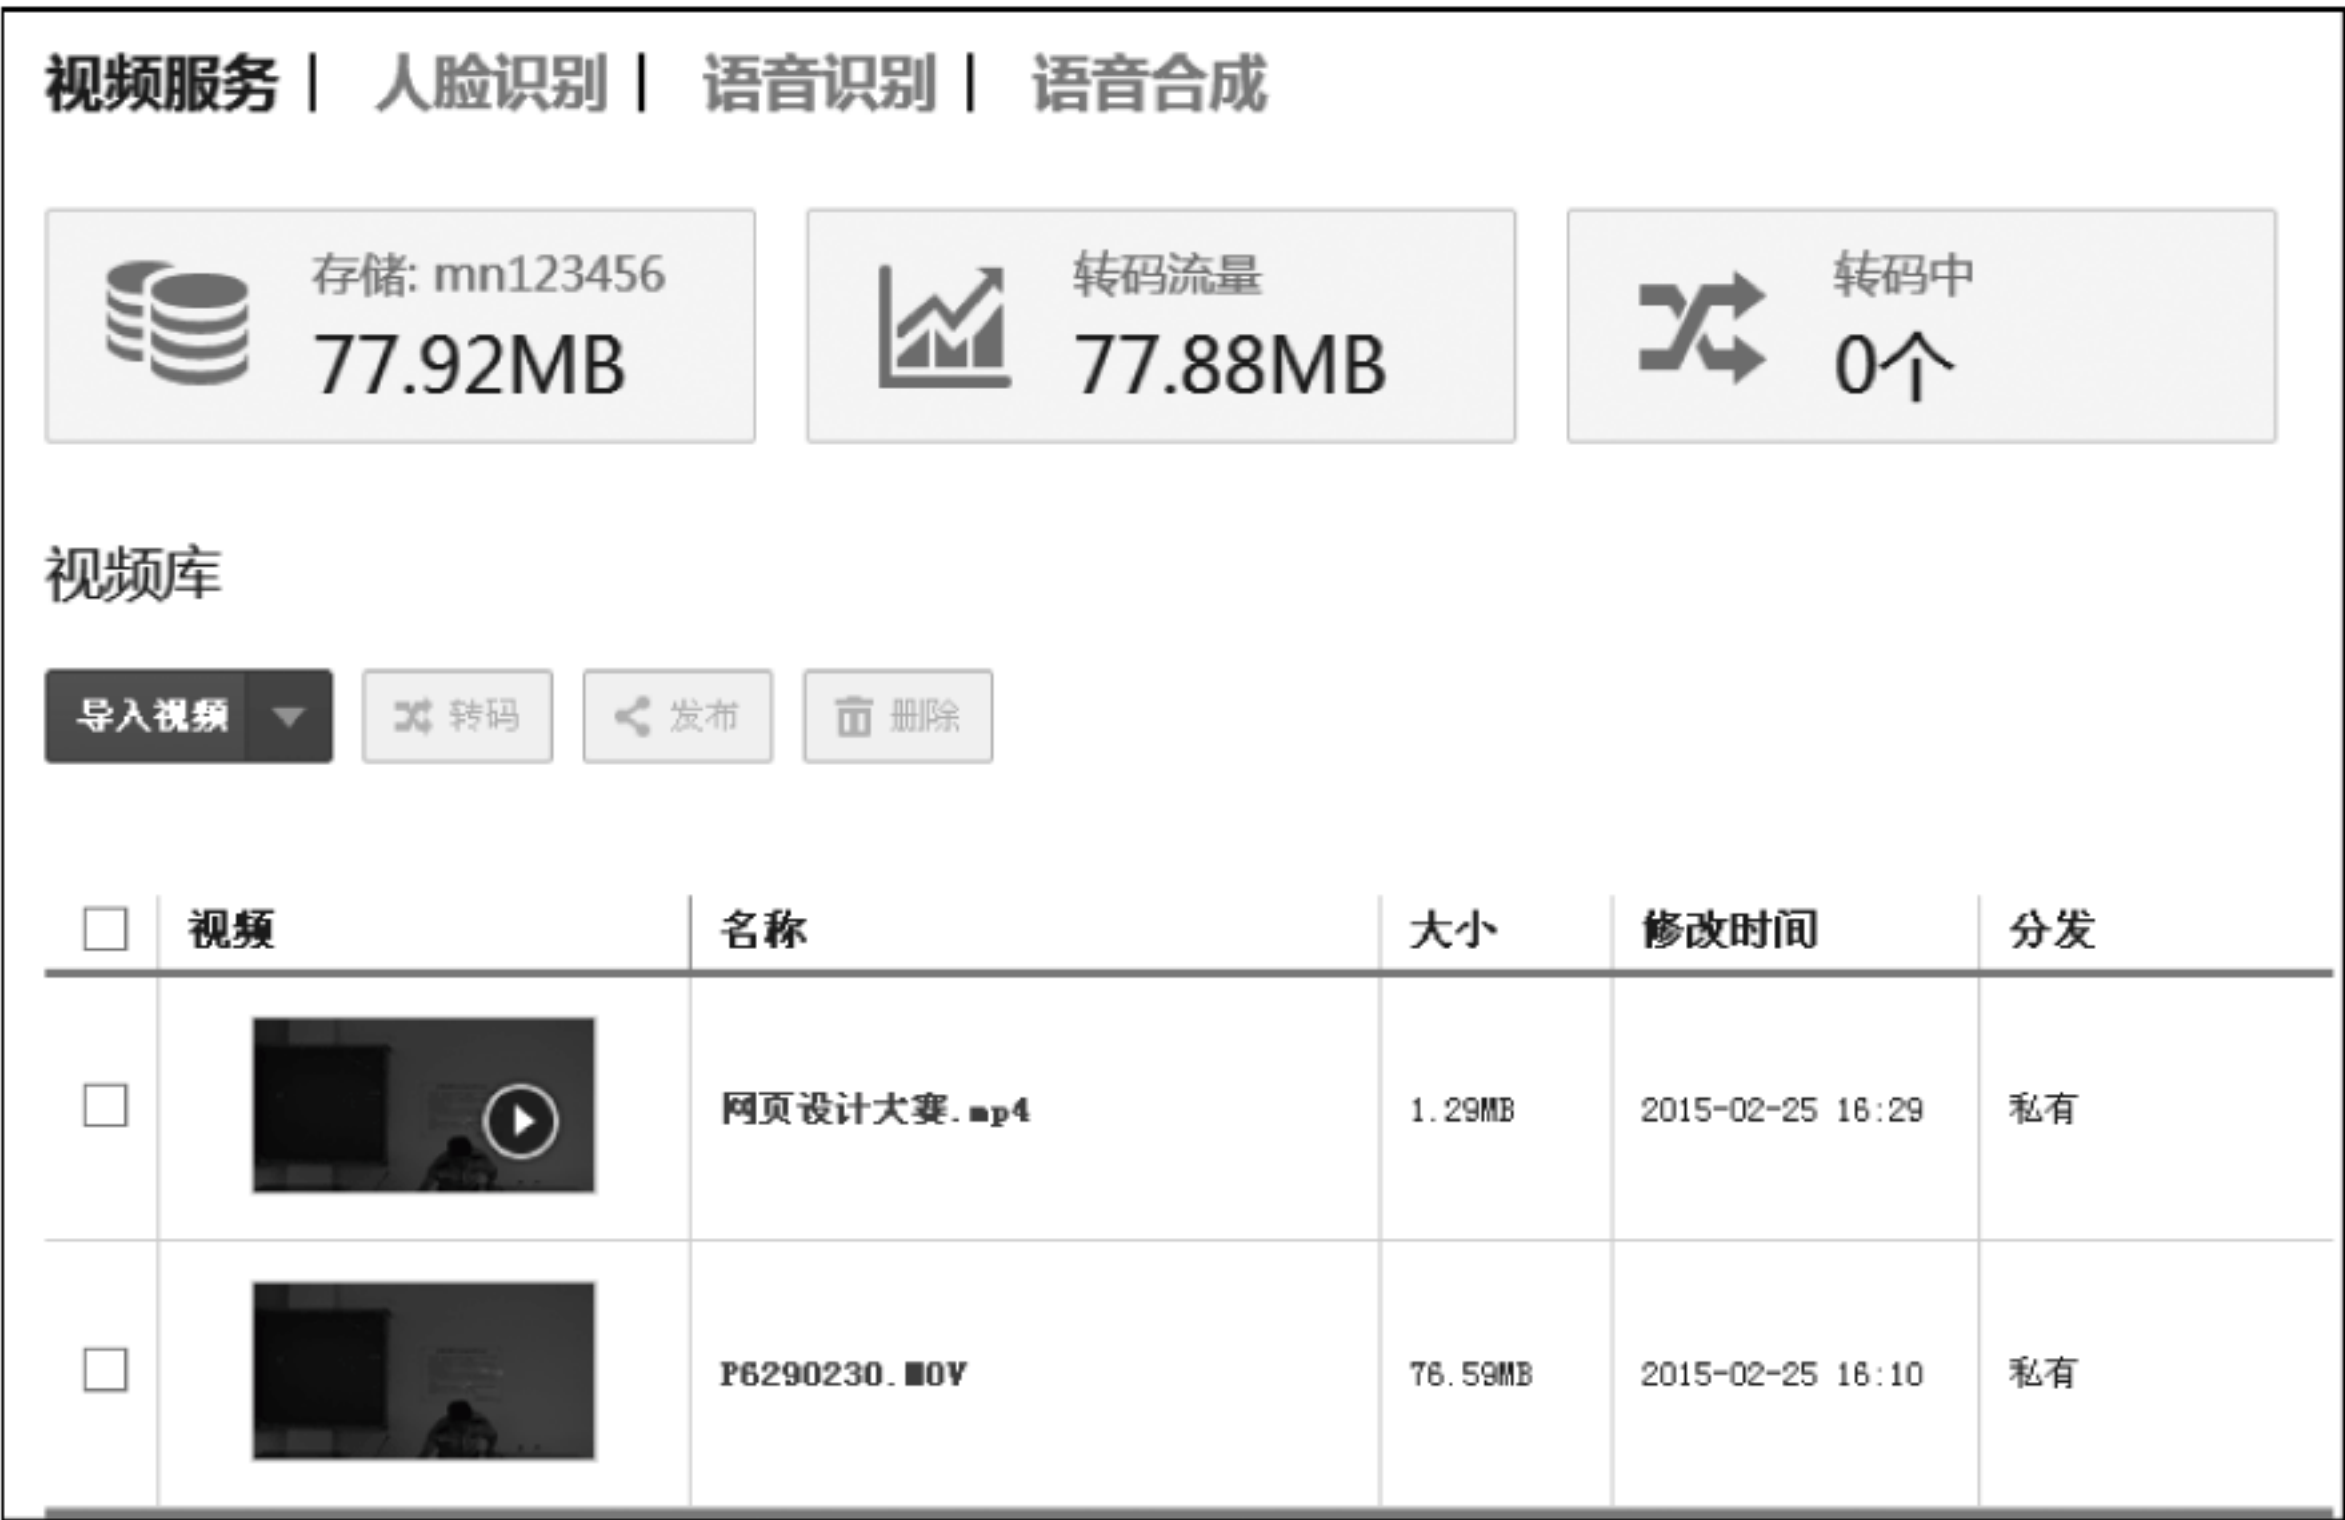 视频服务 | 人脸识别 | 语音识别 | 语音合成
存储: mn123456
77.92MB
转码流量
77.88MB
转码中
0个
视频库
导入视频 转码 发布 删除
视频 名称 大小 修改时间 分发
网页设计大赛.mp4 1.29MB 2015-02-25 16:29 私有
P6290230.MOV 76.59MB 2015-02-25 16:10 私有